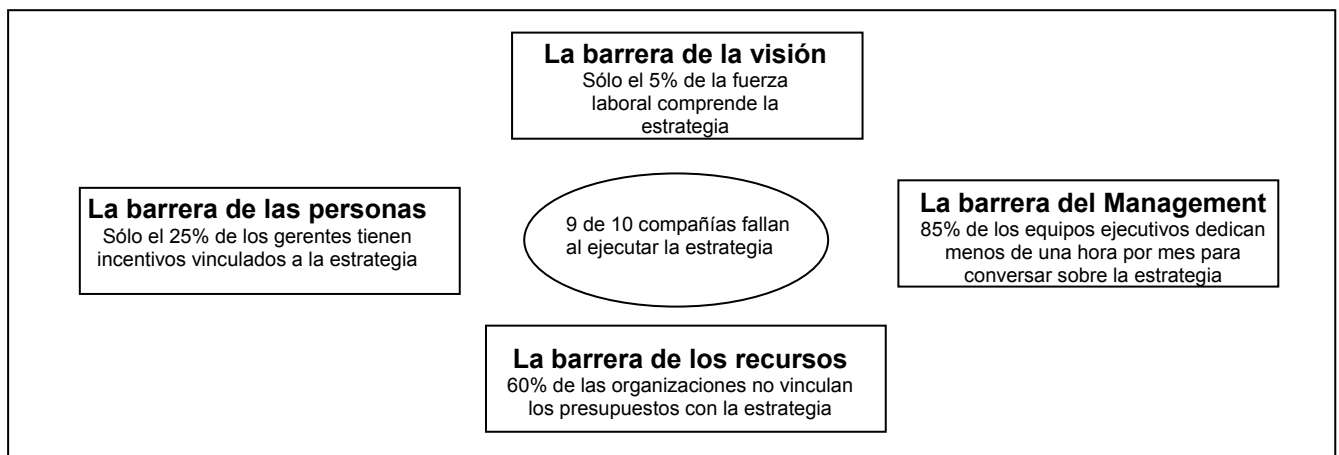 La barrera de la visión
Sólo el 5% de la fuerza
laboral comprende la
estrategia
La barrera de las personas
Sólo el 25% de los gerentes tienen
incentivos vinculados a la estrategia
9 de 10 compañías fallan
al ejecutar la estrategia
La barrera del Management
85% de los equipos ejecutivos dedican
menos de una hora por mes para
conversar sobre la estrategia
La barrera de los recursos
60% de las organizaciones no vinculan
los presupuestos con la estrategia